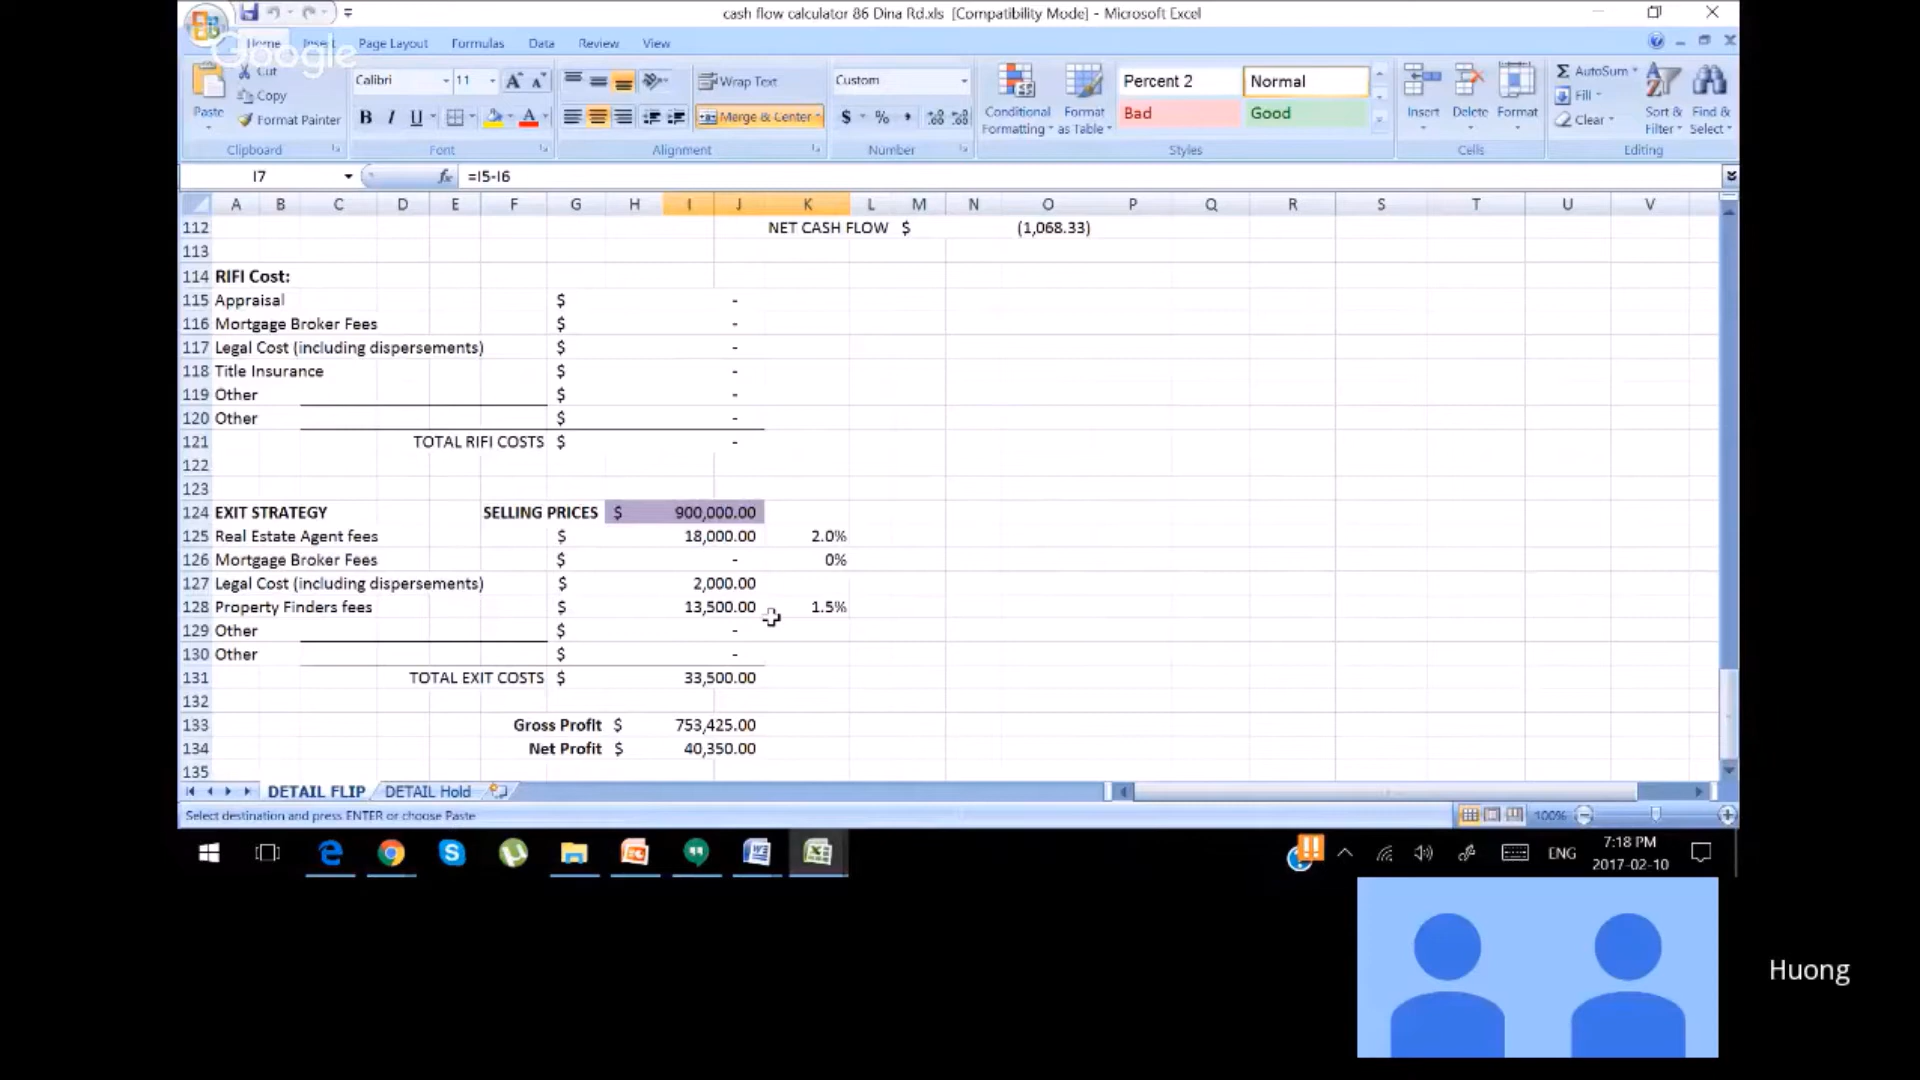 cash flow calculator 86 Dina Rd.xls [Compatibility Mode] - Microsoft Excel
Google
Home Insert Page Layout Formulas Data Review View
Paste
Cut
Copy
Format Painter
Clipboard
Calibri 11
B I U
Font
Wrap Text
Merge & Center
Alignment
Custom
$ %
Number
Conditional Formatting
Format as Table
Percent 2 Normal
Bad Good
Styles
Insert Delete Format
Cells
AutoSum
Fill
Clear
Sort & Filter
Find & Select
Editing
I7 fx =I5-I6
A B C D E F G H I J K L M N O P Q R S T U V
112 NET CASH FLOW $ (1,068.33)
113
114 RIFI Cost:
115 Appraisal $ -
116 Mortgage Broker Fees $ -
117 Legal Cost (including dispersements) $ -
118 Title Insurance $ -
119 Other $ -
120 Other $ -
121 TOTAL RIFI COSTS $ -
122
123
124 EXIT STRATEGY SELLING PRICES $ 900,000.00
125 Real Estate Agent fees $ 18,000.00 2.0%
126 Mortgage Broker Fees $ - 0%
127 Legal Cost (including dispersements) $ 2,000.00
128 Property Finders fees $ 13,500.00 1.5%
129 Other $ -
130 Other $ -
131 TOTAL EXIT COSTS $ 33,500.00
132
133 Gross Profit $ 753,425.00
134 Net Profit $ 40,350.00
135
DETAIL FLIP DETAIL Hold
Select destination and press ENTER or choose Paste 100%
ENG 7:18 PM
2017-02-10
Huong